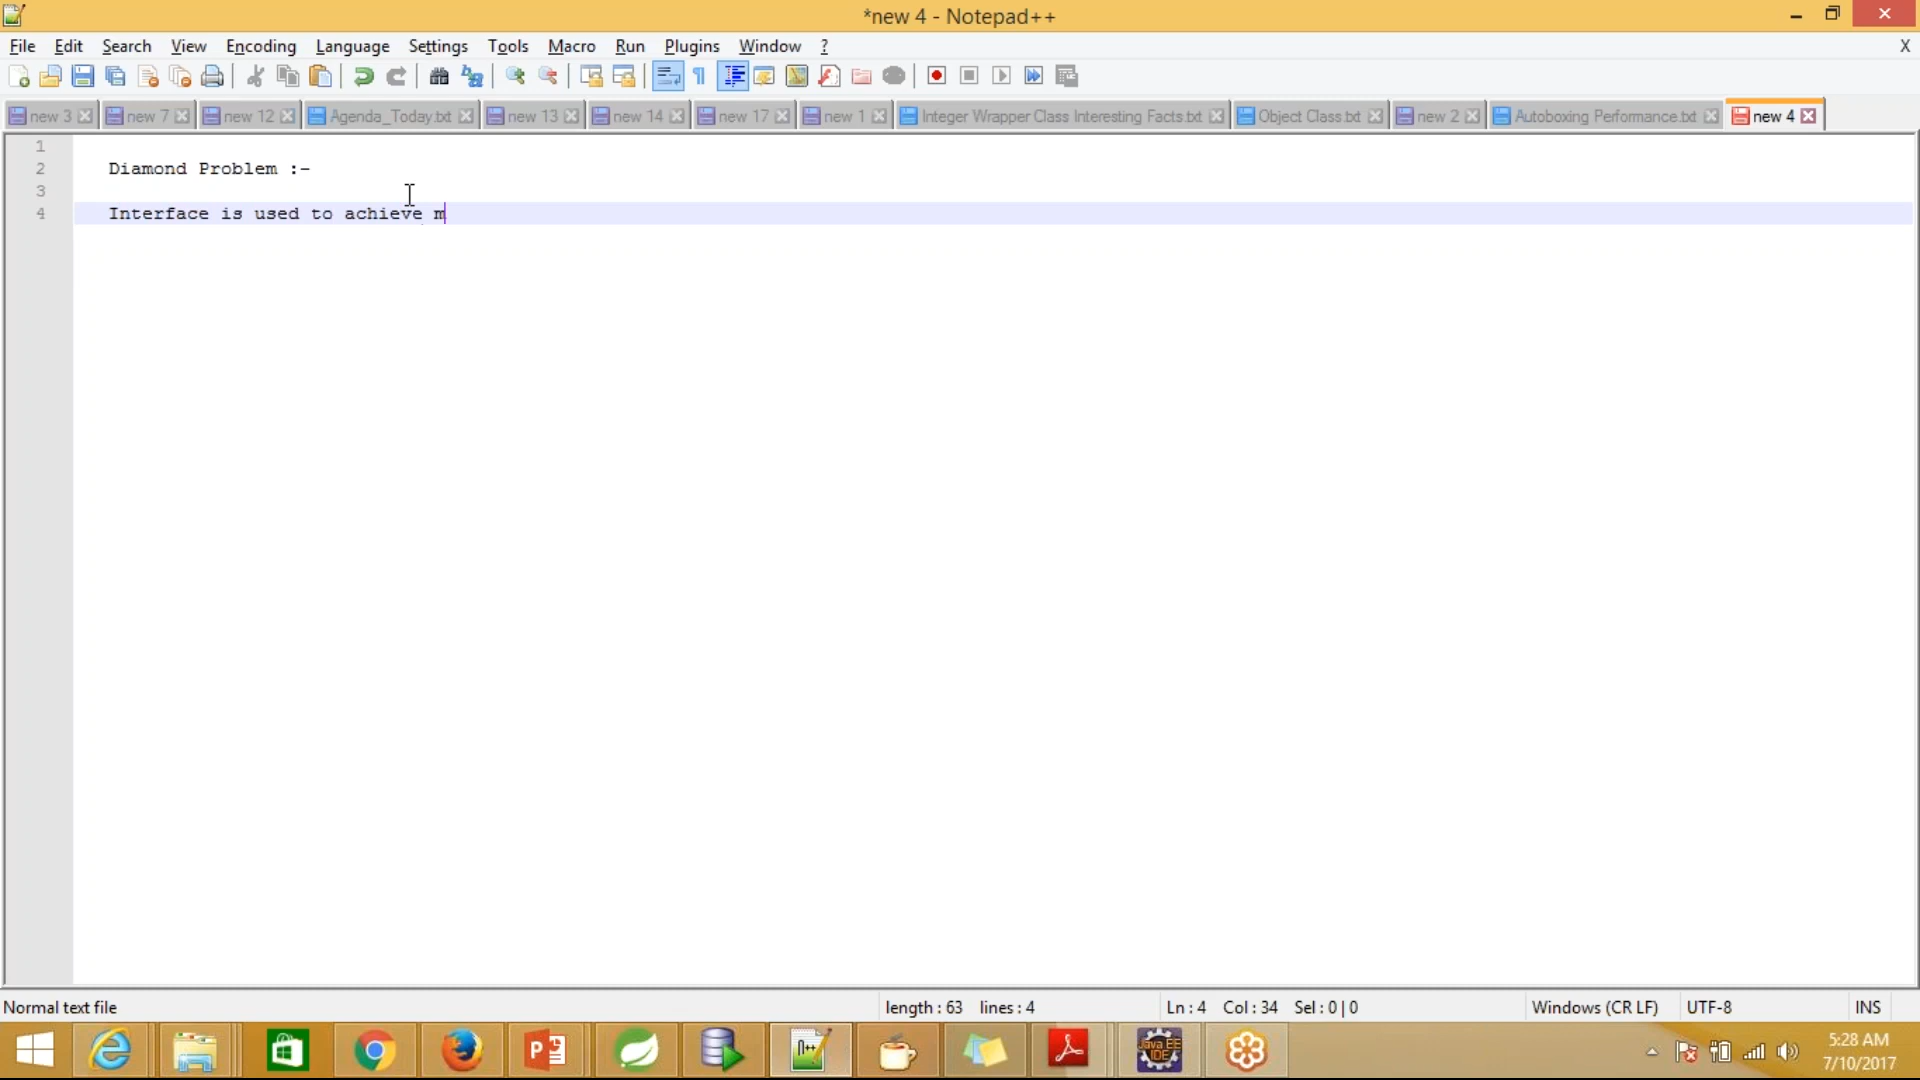 *new 4 - Notepad++
File Edit Search View Encoding Language Settings Tools Macro Run Plugins Window ? X
new 3 new 7 new 12 Agenda_Today.txt new 13 new 14 new 17 new 1 Integer Wrapper Class Interesting Facts.txt Object Class.txt new 2 Autoboxing Performance.txt new 4
1
2 Diamond Problem :-
3
4 Interface is used to achieve m
Normal text file length : 63 lines : 4 Ln : 4 Col : 34 Sel : 0 | 0 Windows (CR LF) UTF-8 INS
5:28 AM
7/10/2017